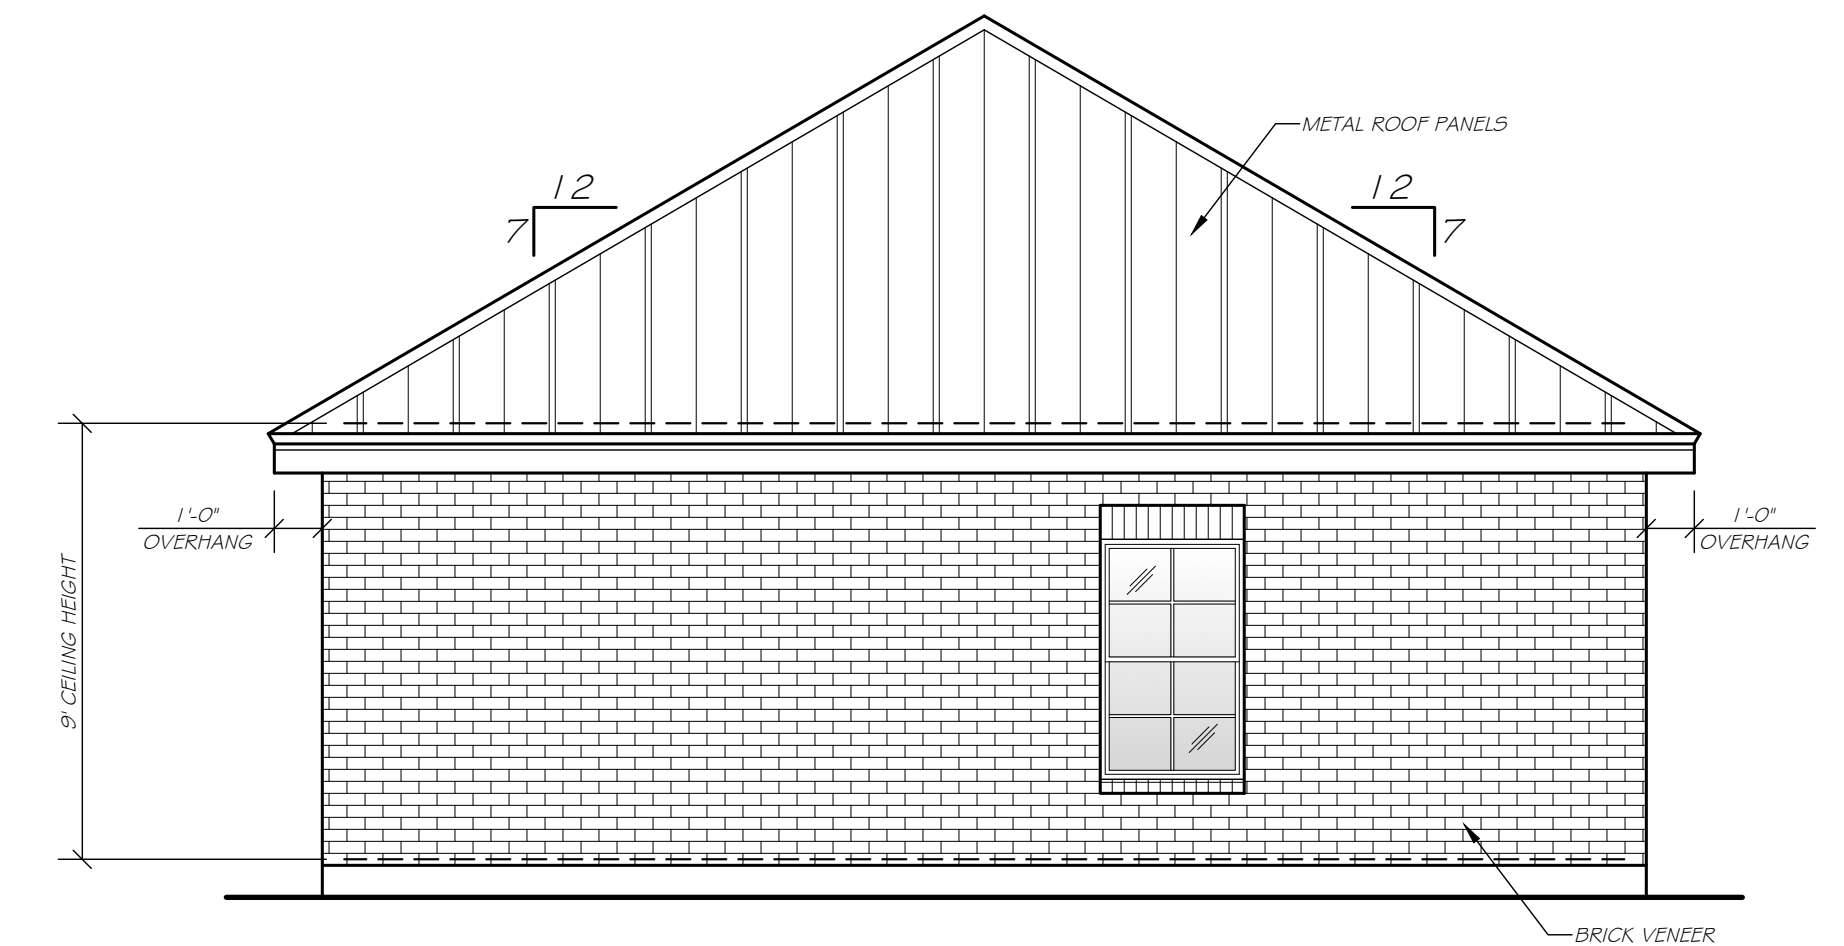 METAL ROOF PANELS
12
7
12
7
1'-0"
OVERHANG
1'-0"
OVERHANG
9' CEILING HEIGHT
BRICK VENEER